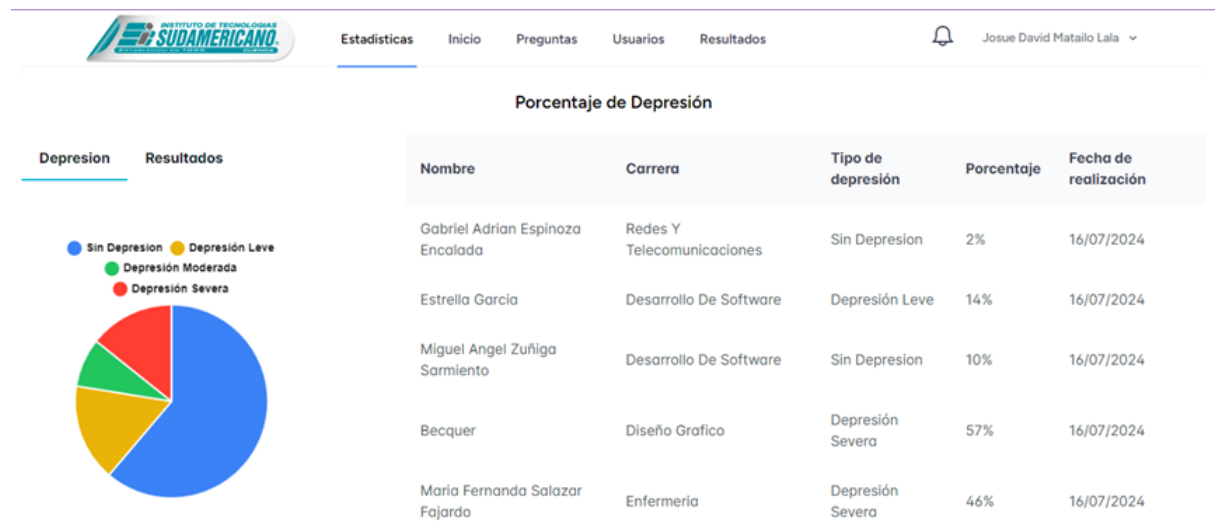 INSTITUTO DE TECNOLOGIAS
SUDAMERICANO.
Estadisticas Inicio Preguntas Usuarios Resultados Josue David Matailo Lala
Porcentaje de Depresión
Depresion Resultados
Sin Depresion Depresión Leve
Depresión Moderada
Depresión Severa
Nombre Carrera Tipo de depresión Porcentaje Fecha de realización
Gabriel Adrian Espinoza Encalada Redes Y Telecomunicaciones Sin Depresion 2% 16/07/2024
Estrella Garcia Desarrollo De Software Depresión Leve 14% 16/07/2024
Miguel Angel Zuñiga Sarmiento Desarrollo De Software Sin Depresion 10% 16/07/2024
Becquer Diseño Grafico Depresión Severa 57% 16/07/2024
Maria Fernanda Salazar Fajardo Enfermeria Depresión Severa 46% 16/07/2024